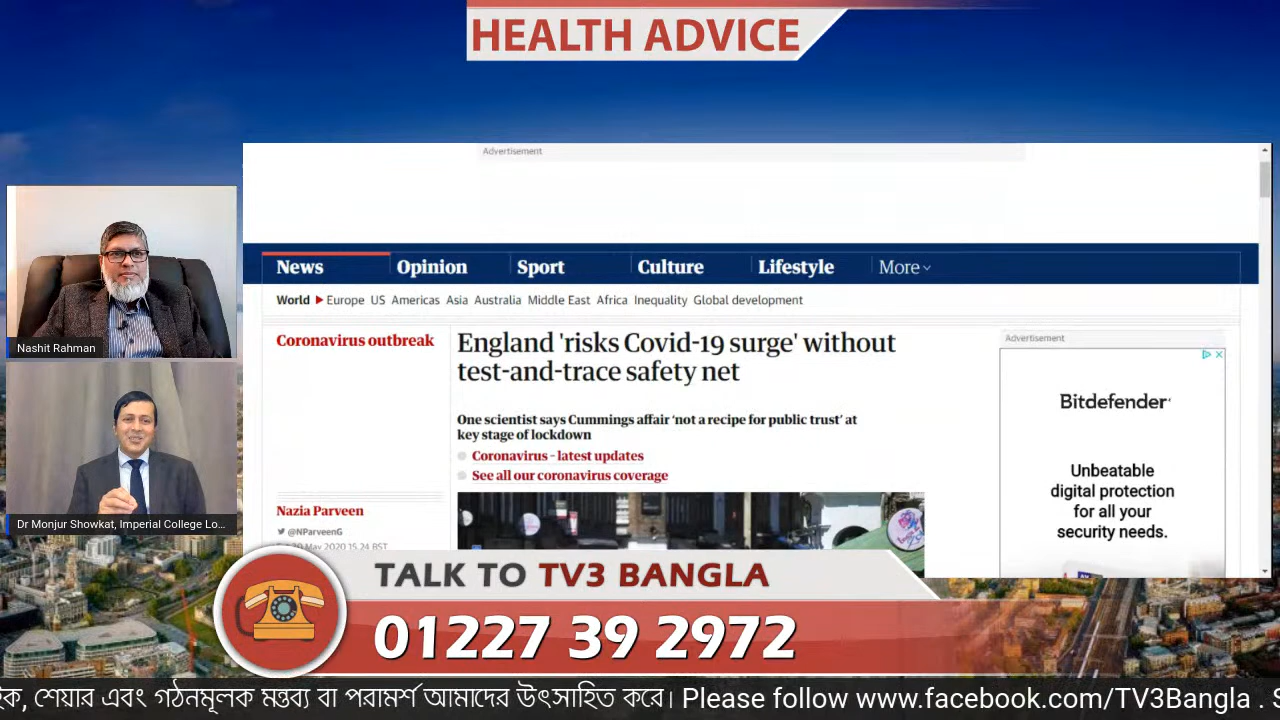 HEALTH ADVICE
Advertisement
News Opinion Sport Culture Lifestyle More
World Europe US Americas Asia Australia Middle East Africa Inequality Global development
Coronavirus outbreak
England 'risks Covid-19 surge' without
test-and-trace safety net
One scientist says Cummings affair ‘not a recipe for public trust’ at
key stage of lockdown
Coronavirus – latest updates
See all our coronavirus coverage
Nazia Parveen
@NParveenG
May 2020 15.24 BST
Advertisement
Bitdefender
Unbeatable
digital protection
for all your
security needs.
Nashit Rahman
Dr Monjur Showkat, Imperial College Lo...
TALK TO TV3 BANGLA
01227 39 2972
শেয়ার এবং গঠনমূলক মন্তব্য বা পরামর্শ আমাদের উৎসাহিত করে। Please follow www.facebook.com/TV3Bangla . S